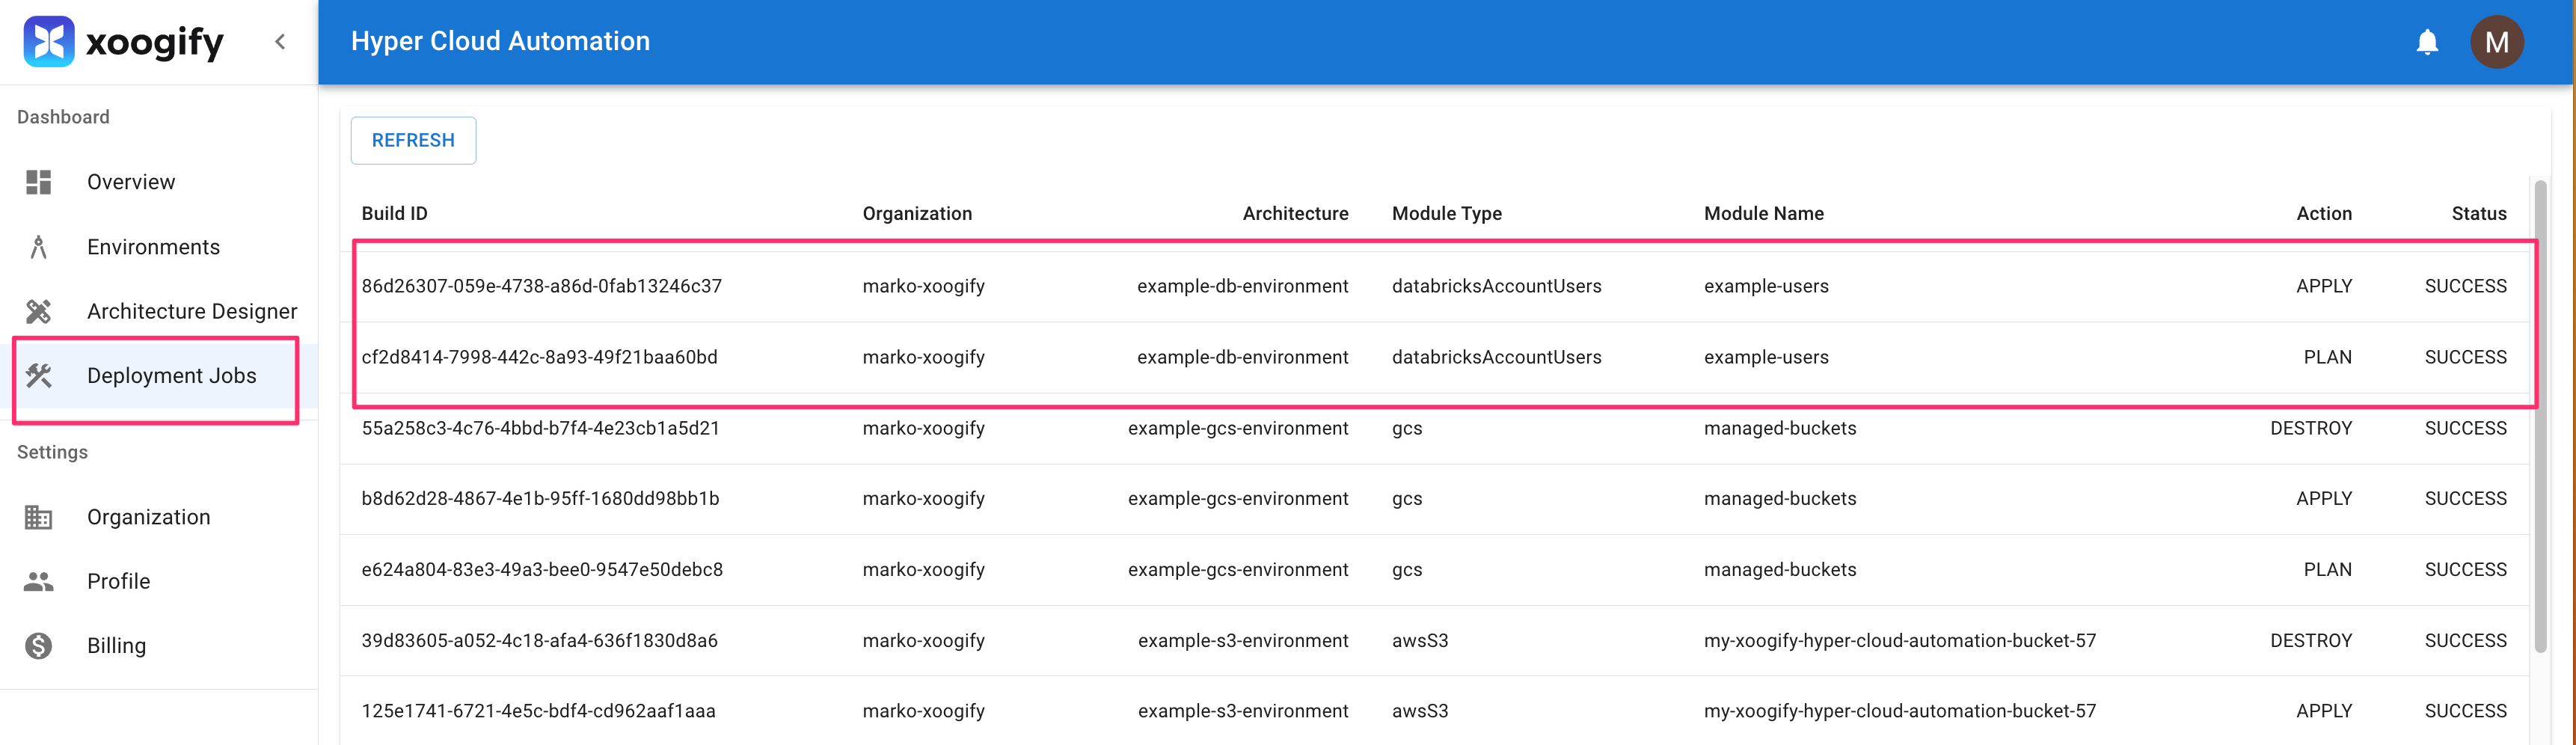 xoogify
Hyper Cloud Automation
M
Dashboard
Overview
Environments
Architecture Designer
Deployment Jobs
Settings
Organization
Profile
Billing
REFRESH
Build ID Organization Architecture Module Type Module Name Action Status
86d26307-059e-4738-a86d-0fab13246c37 marko-xoogify example-db-environment databricksAccountUsers example-users APPLY SUCCESS
cf2d8414-7998-442c-8a93-49f21baa60bd marko-xoogify example-db-environment databricksAccountUsers example-users PLAN SUCCESS
55a258c3-4c76-4bbd-b7f4-4e23cb1a5d21 marko-xoogify example-gcs-environment gcs managed-buckets DESTROY SUCCESS
b8d62d28-4867-4e1b-95ff-1680dd98bb1b marko-xoogify example-gcs-environment gcs managed-buckets APPLY SUCCESS
e624a804-83e3-49a3-bee0-9547e50debc8 marko-xoogify example-gcs-environment gcs managed-buckets PLAN SUCCESS
39d83605-a052-4c18-afa4-636f1830d8a6 marko-xoogify example-s3-environment awsS3 my-xoogify-hyper-cloud-automation-bucket-57 DESTROY SUCCESS
125e1741-6721-4e5c-bdf4-cd962aaf1aaa marko-xoogify example-s3-environment awsS3 my-xoogify-hyper-cloud-automation-bucket-57 APPLY SUCCESS